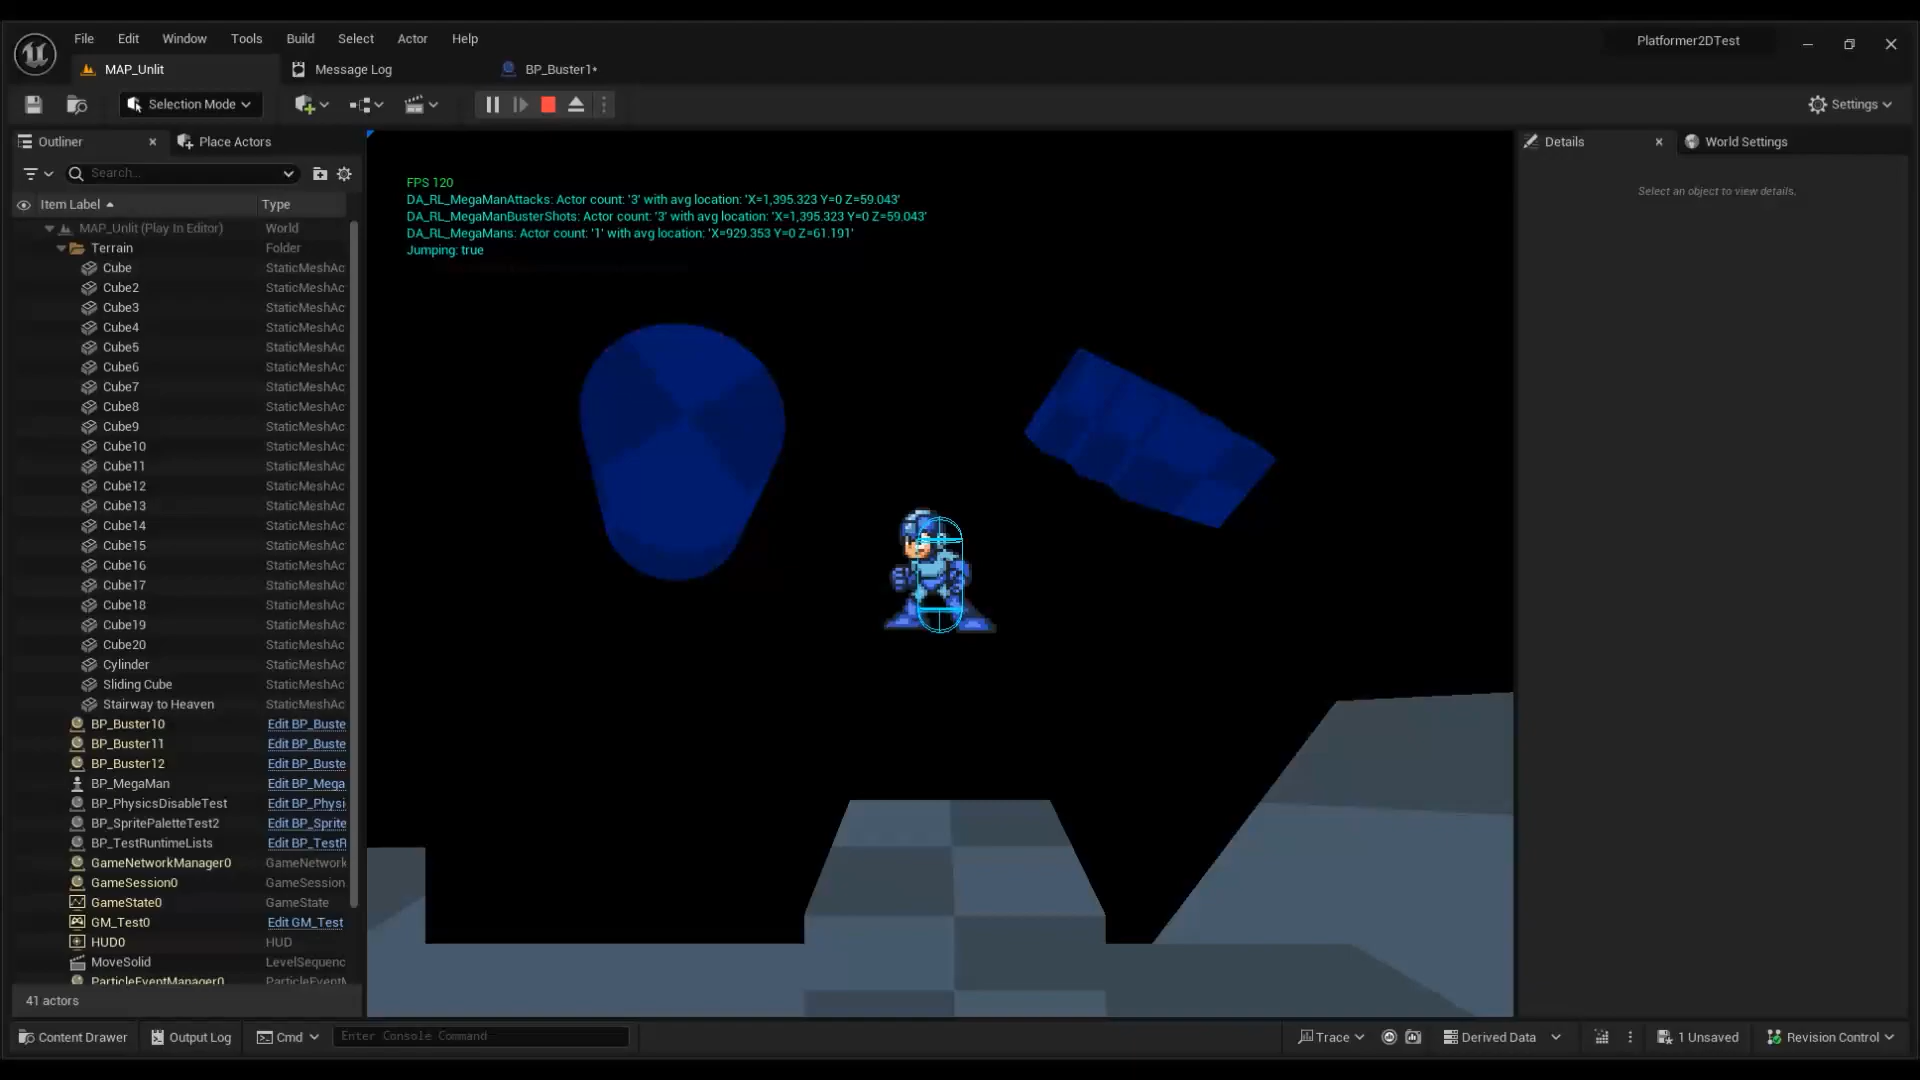 File Edit Window Tools Build Select Actor Help
Platformer2DTest
MAP_Unlit
Message Log
BP_Buster1*
Selection Mode
Settings
Outliner
Place Actors
Details
World Settings
Search...
Select an object to view details.
Item Label Type
MAP_Unlit (Play In Editor) World
Terrain Folder
Cube StaticMeshAc
Cube2 StaticMeshAc
Cube3 StaticMeshAc
Cube4 StaticMeshAc
Cube5 StaticMeshAc
Cube6 StaticMeshAc
Cube7 StaticMeshAc
Cube8 StaticMeshAc
Cube9 StaticMeshAc
Cube10 StaticMeshAc
Cube11 StaticMeshAc
Cube12 StaticMeshAc
Cube13 StaticMeshAc
Cube14 StaticMeshAc
Cube15 StaticMeshAc
Cube16 StaticMeshAc
Cube17 StaticMeshAc
Cube18 StaticMeshAc
Cube19 StaticMeshAc
Cube20 StaticMeshAc
Cylinder StaticMeshAc
Sliding Cube StaticMeshAc
Stairway to Heaven StaticMeshAc
BP_Buster10 Edit BP_Buste
BP_Buster11 Edit BP_Buste
BP_Buster12 Edit BP_Buste
BP_MegaMan Edit BP_Mega
BP_PhysicsDisableTest Edit BP_Physi
BP_SpritePaletteTest2 Edit BP_Sprite
BP_TestRuntimeLists Edit BP_TestR
GameNetworkManager0 GameNetwork
GameSession0 GameSession
GameState0 GameState
GM_Test0 Edit GM_Test
HUD0 HUD
MoveSolid LevelSequenc
ParticleEventManager0 ParticleEventM
41 actors
FPS 120
DA_RL_MegaManAttacks: Actor count: '3' with avg location: 'X=1,395.323 Y=0 Z=59.043'
DA_RL_MegaManBusterShots: Actor count: '3' with avg location: 'X=1,395.323 Y=0 Z=59.043'
DA_RL_MegaMans: Actor count: '1' with avg location: 'X=929.353 Y=0 Z=61.191'
Jumping: true
Content Drawer
Output Log
Cmd
Enter Console Command
Trace
Derived Data
1 Unsaved
Revision Control